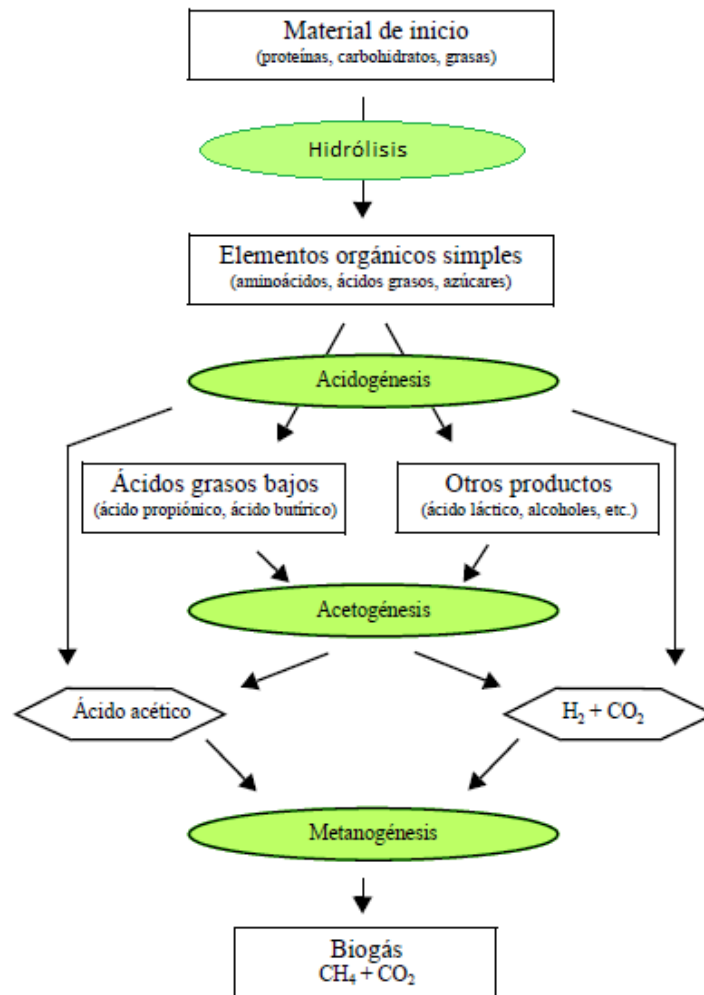 Material de inicio
(proteínas, carbohidratos, grasas)
Hidrólisis
Elementos orgánicos simples
(aminoácidos, ácidos grasos, azúcares)
Acidogénesis
Ácidos grasos bajos
(ácido propiónico, ácido butírico)
Otros productos
(ácido láctico, alcoholes, etc.)
Acetogénesis
Ácido acético
H₂ + CO₂
Metanogénesis
Biogás
CH₄ + CO₂